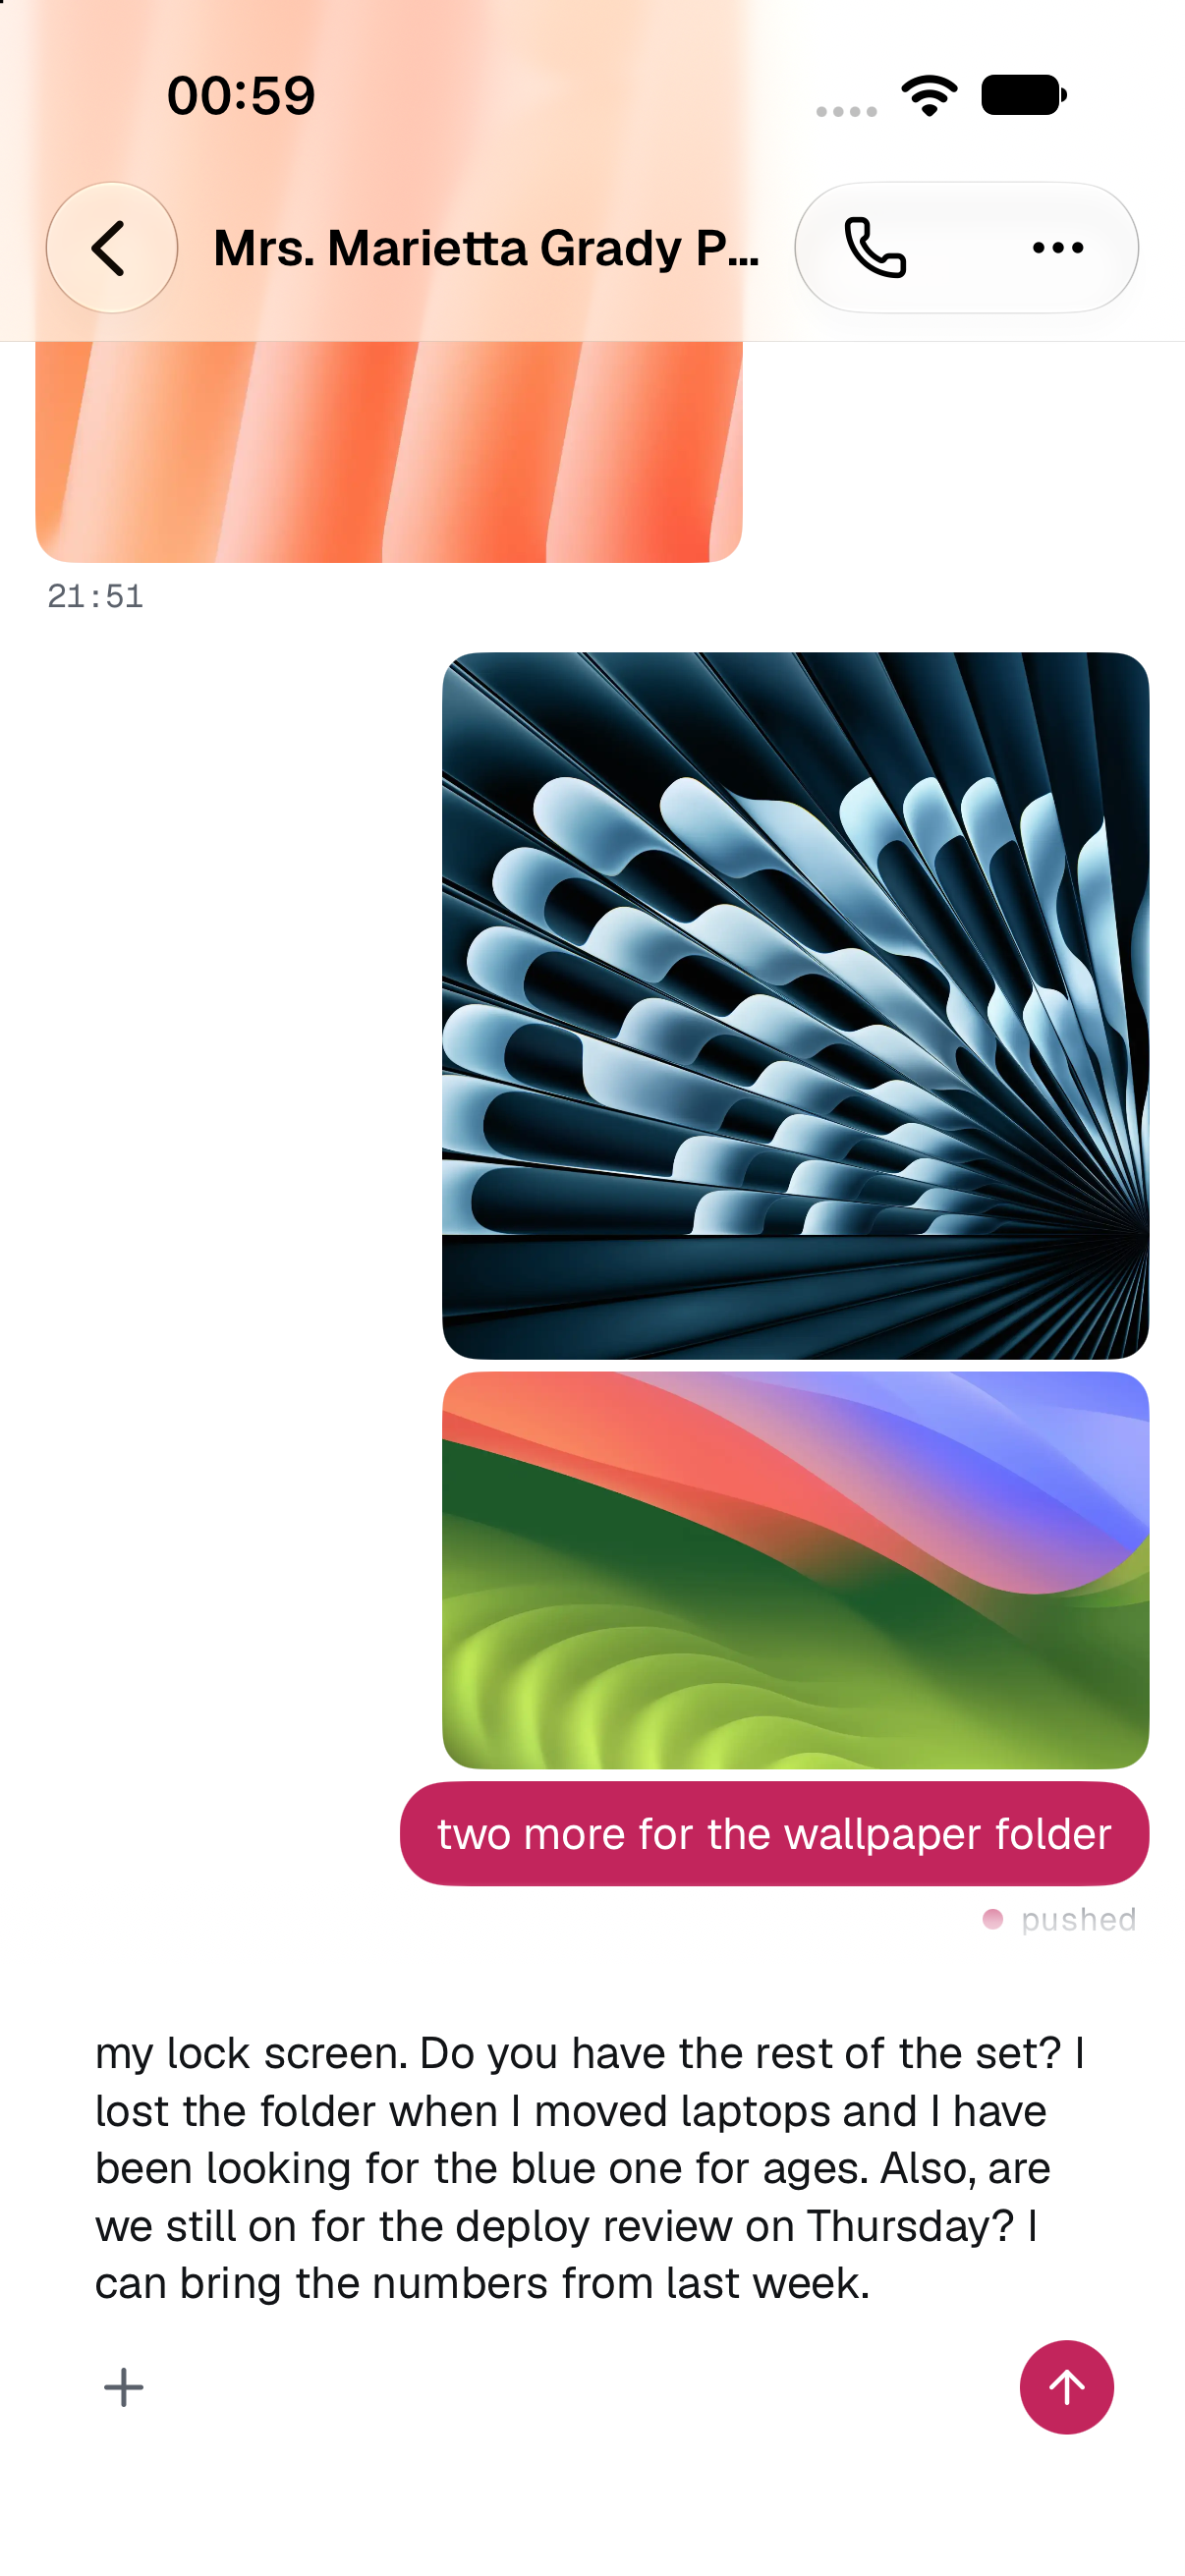 00:59
Mrs. Marietta Grady P...
21:51
two more for the wallpaper folder
pushed
my lock screen. Do you have the rest of the set? I
lost the folder when I moved laptops and I have
been looking for the blue one for ages. Also, are
we still on for the deploy review on Thursday? I
can bring the numbers from last week.